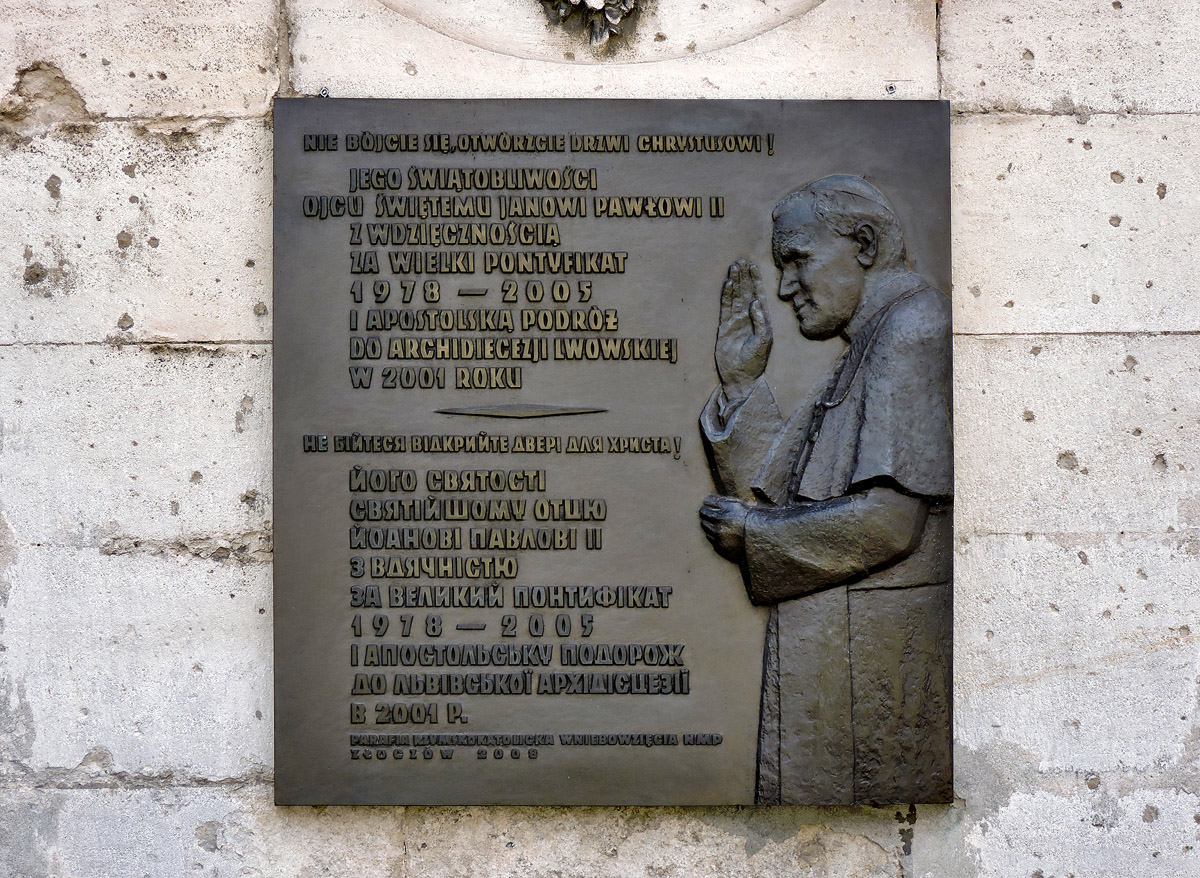 NIE BÓJCIE SIĘ, OTWÓRZCIE DRZWI CHRYSTUSOWI!
JEGO ŚWIĄTOBLIWOŚCI
OJCU ŚWIĘTEMU JANOWI PAWŁOWI II
Z WDZIĘCZNOŚCIĄ
ZA WIELKI PONTYFIKAT
1978 — 2005
I APOSTOLSKĄ PODRÓŻ
DO ARCHIDIECEZJI LWOWSKIEJ
W 2001 ROKU
НЕ БІЙТЕСЯ ВІДКРИЙТЕ ДВЕРІ ДЛЯ ХРИСТА!
ЙОГО СВЯТОСТІ
СВЯТІЙШОМУ ОТЦЮ
ЙОАНОВІ ПАВЛОВІ II
З ВДЯЧНІСТЮ
ЗА ВЕЛИКИЙ ПОНТИФІКАТ
1978 — 2005
І АПОСТОЛЬСЬКУ ПОДОРОЖ
ДО ЛЬВІВСЬКОЇ АРХІДІЄЦЕЗІЇ
В 2001 Р.
PARAFIA RZYMSKOKATOLICKA WNIEBOWZIĘCIA N.M.P
ZŁOCZÓW 2008